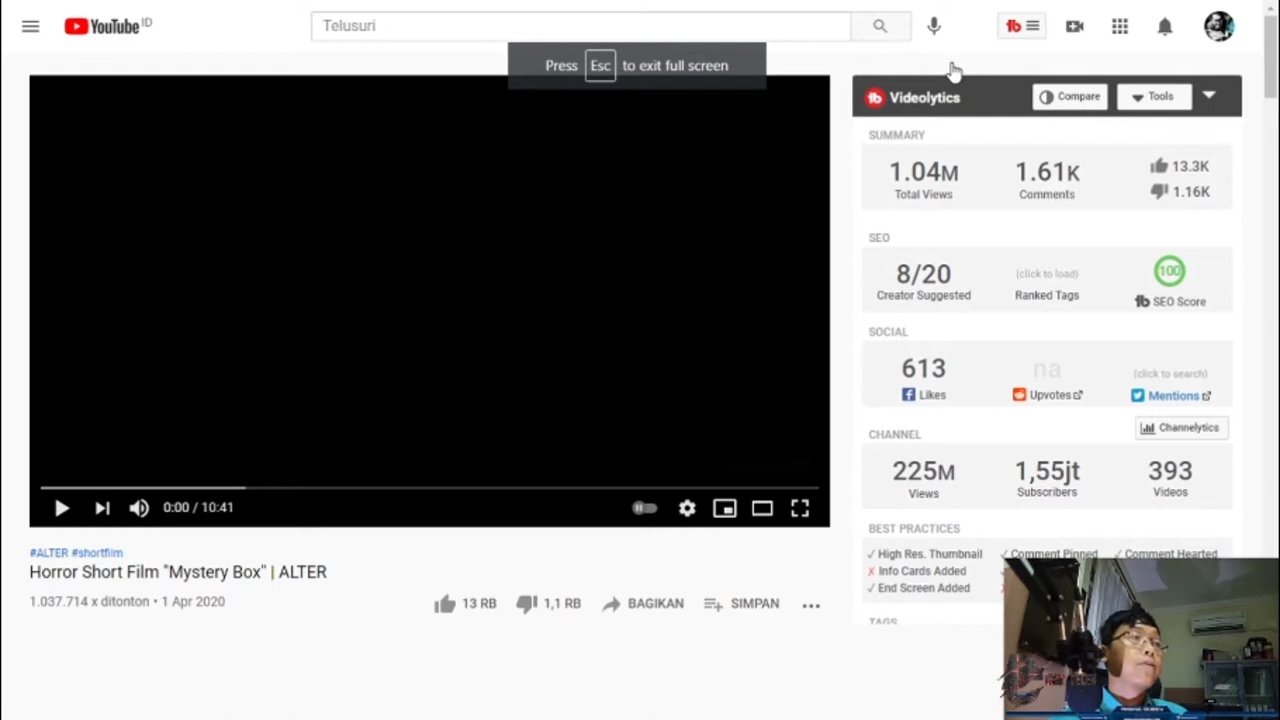 YouTube ID
Telusuri
Press Esc to exit full screen
Videolytics
Compare
Tools
SUMMARY
1.04M
Total Views
1.61K
Comments
13.3K
1.16K
SEO
8/20
Creator Suggested
(click to load)
Ranked Tags
100
SEO Score
SOCIAL
613
Likes
na
Upvotes
(click to search)
Mentions
CHANNEL
Channelytics
225M
Views
1,55jt
Subscribers
393
Videos
BEST PRACTICES
✓ High Res. Thumbnail
✓ Comment Pinned
✓ Comment Hearted
✗ Info Cards Added
✓ End Screen Added
TAGS
0:00 / 10:41
#ALTER #shortfilm
Horror Short Film "Mystery Box" | ALTER
1.037.714 x ditonton • 1 Apr 2020
13 RB
1,1 RB
BAGIKAN
SIMPAN